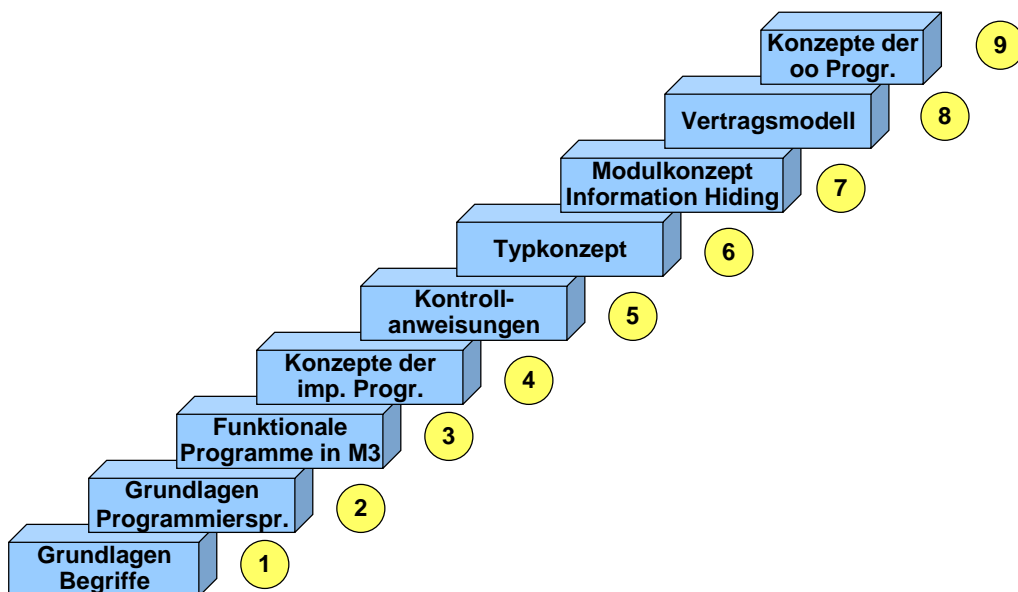 Konzepte der
oo Progr.
9
Vertragsmodell
8
Modulkonzept
Information Hiding
7
Typkonzept
6
Kontroll-
anweisungen
5
Konzepte der
imp. Progr.
4
Funktionale
Programme in M3
3
Grundlagen
Programmierspr.
2
Grundlagen
Begriffe
1